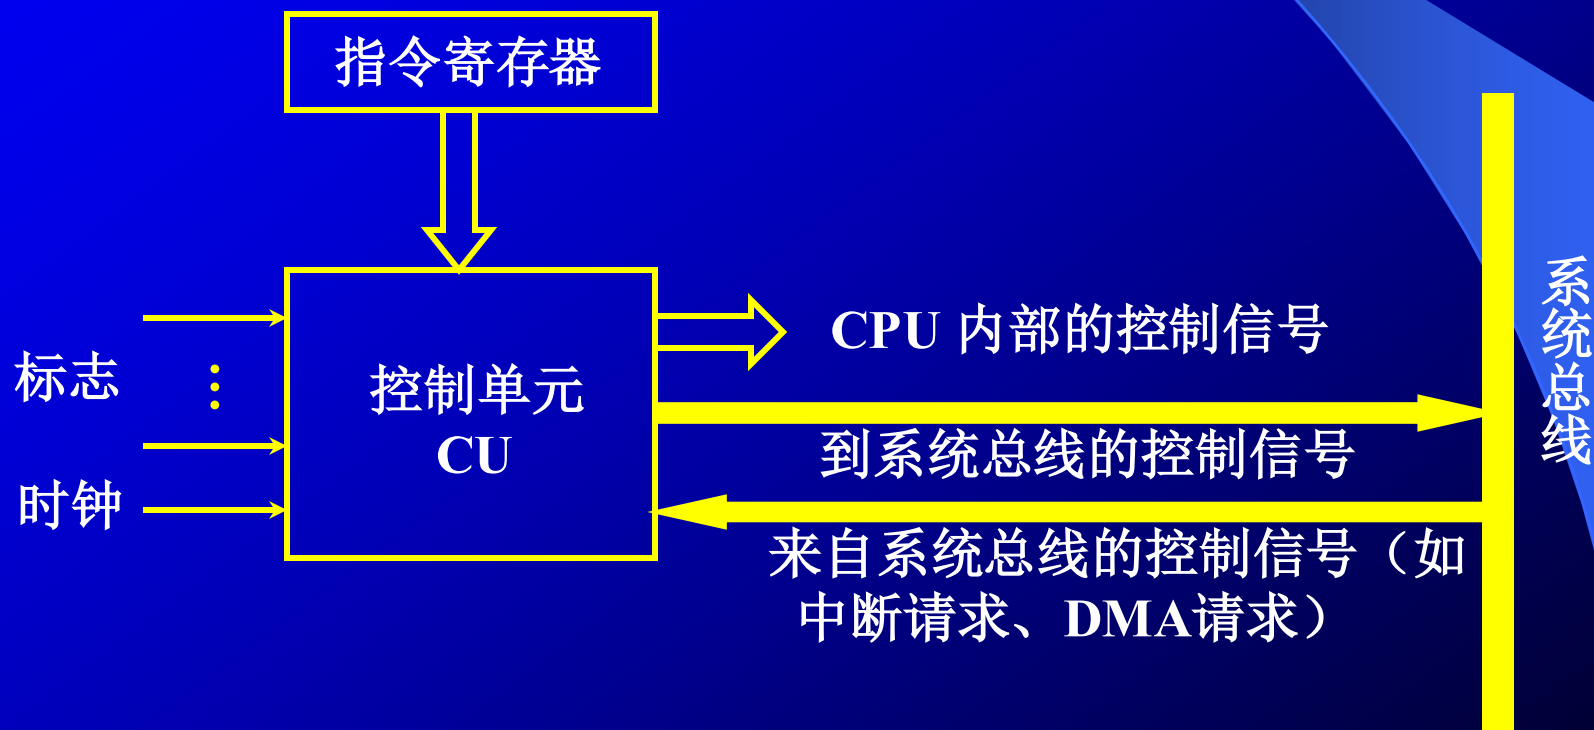 指令寄存器
CPU 内部的控制信号
标志
控制单元
CU
到系统总线的控制信号
时钟
来自系统总线的控制信号（如
中断请求、DMA请求）
系统总线